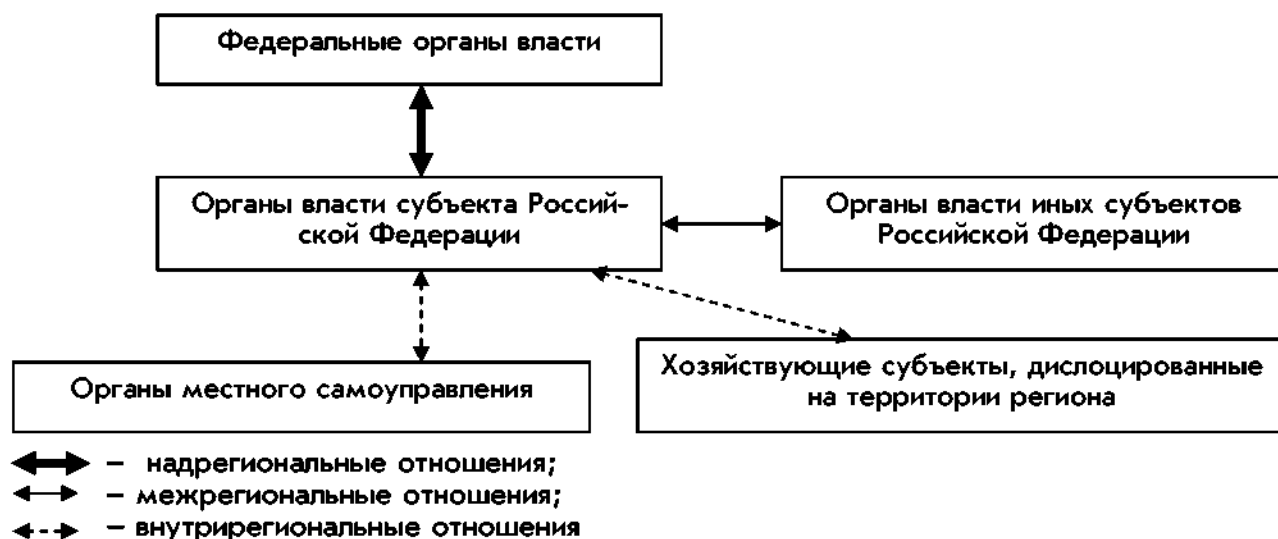 Федеральные органы власти
Органы власти субъекта Россий-
ской Федерации
Органы власти иных субъектов
Российской Федерации
Органы местного самоуправления
Хозяйствующие субъекты, дислоцированные
на территории региона
– надрегиональные отношения;
– межрегиональные отношения;
– внутрирегиональные отношения